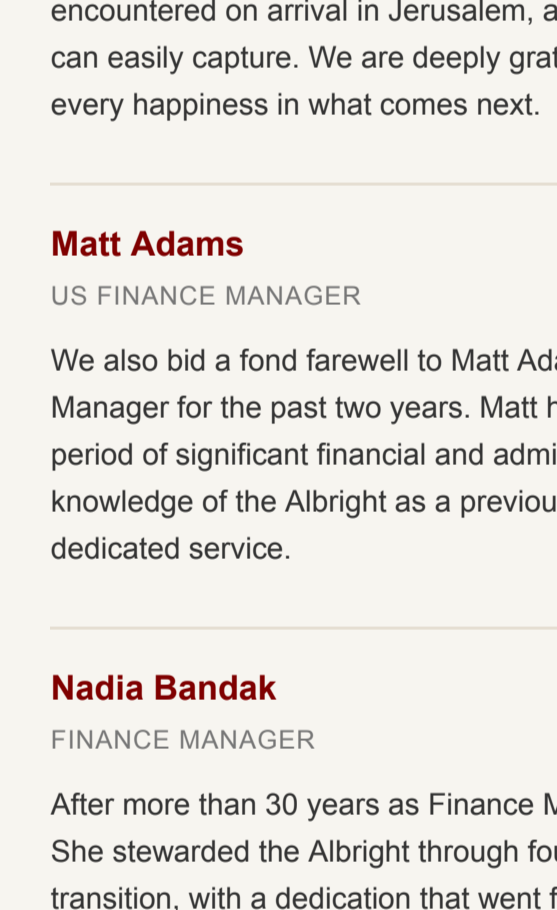 encountered on arrival in Jerusalem, a
can easily capture. We are deeply grat
every happiness in what comes next.
Matt Adams
US FINANCE MANAGER
We also bid a fond farewell to Matt Ada
Manager for the past two years. Matt h
period of significant financial and admi
knowledge of the Albright as a previou
dedicated service.
Nadia Bandak
FINANCE MANAGER
After more than 30 years as Finance M
She stewarded the Albright through fou
transition, with a dedication that went f